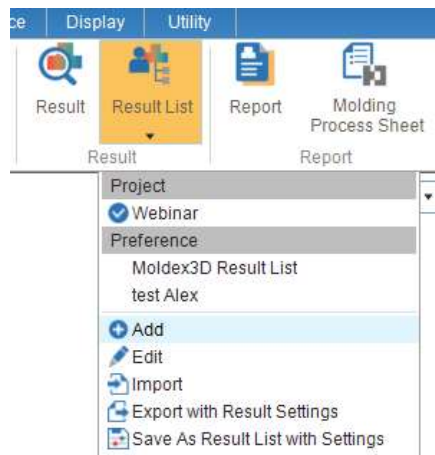 Display Utility
Result Result List Report Molding
Process Sheet
Result Report
Project
Webinar
Preference
Moldex3D Result List
test Alex
Add
Edit
Import
Export with Result Settings
Save As Result List with Settings